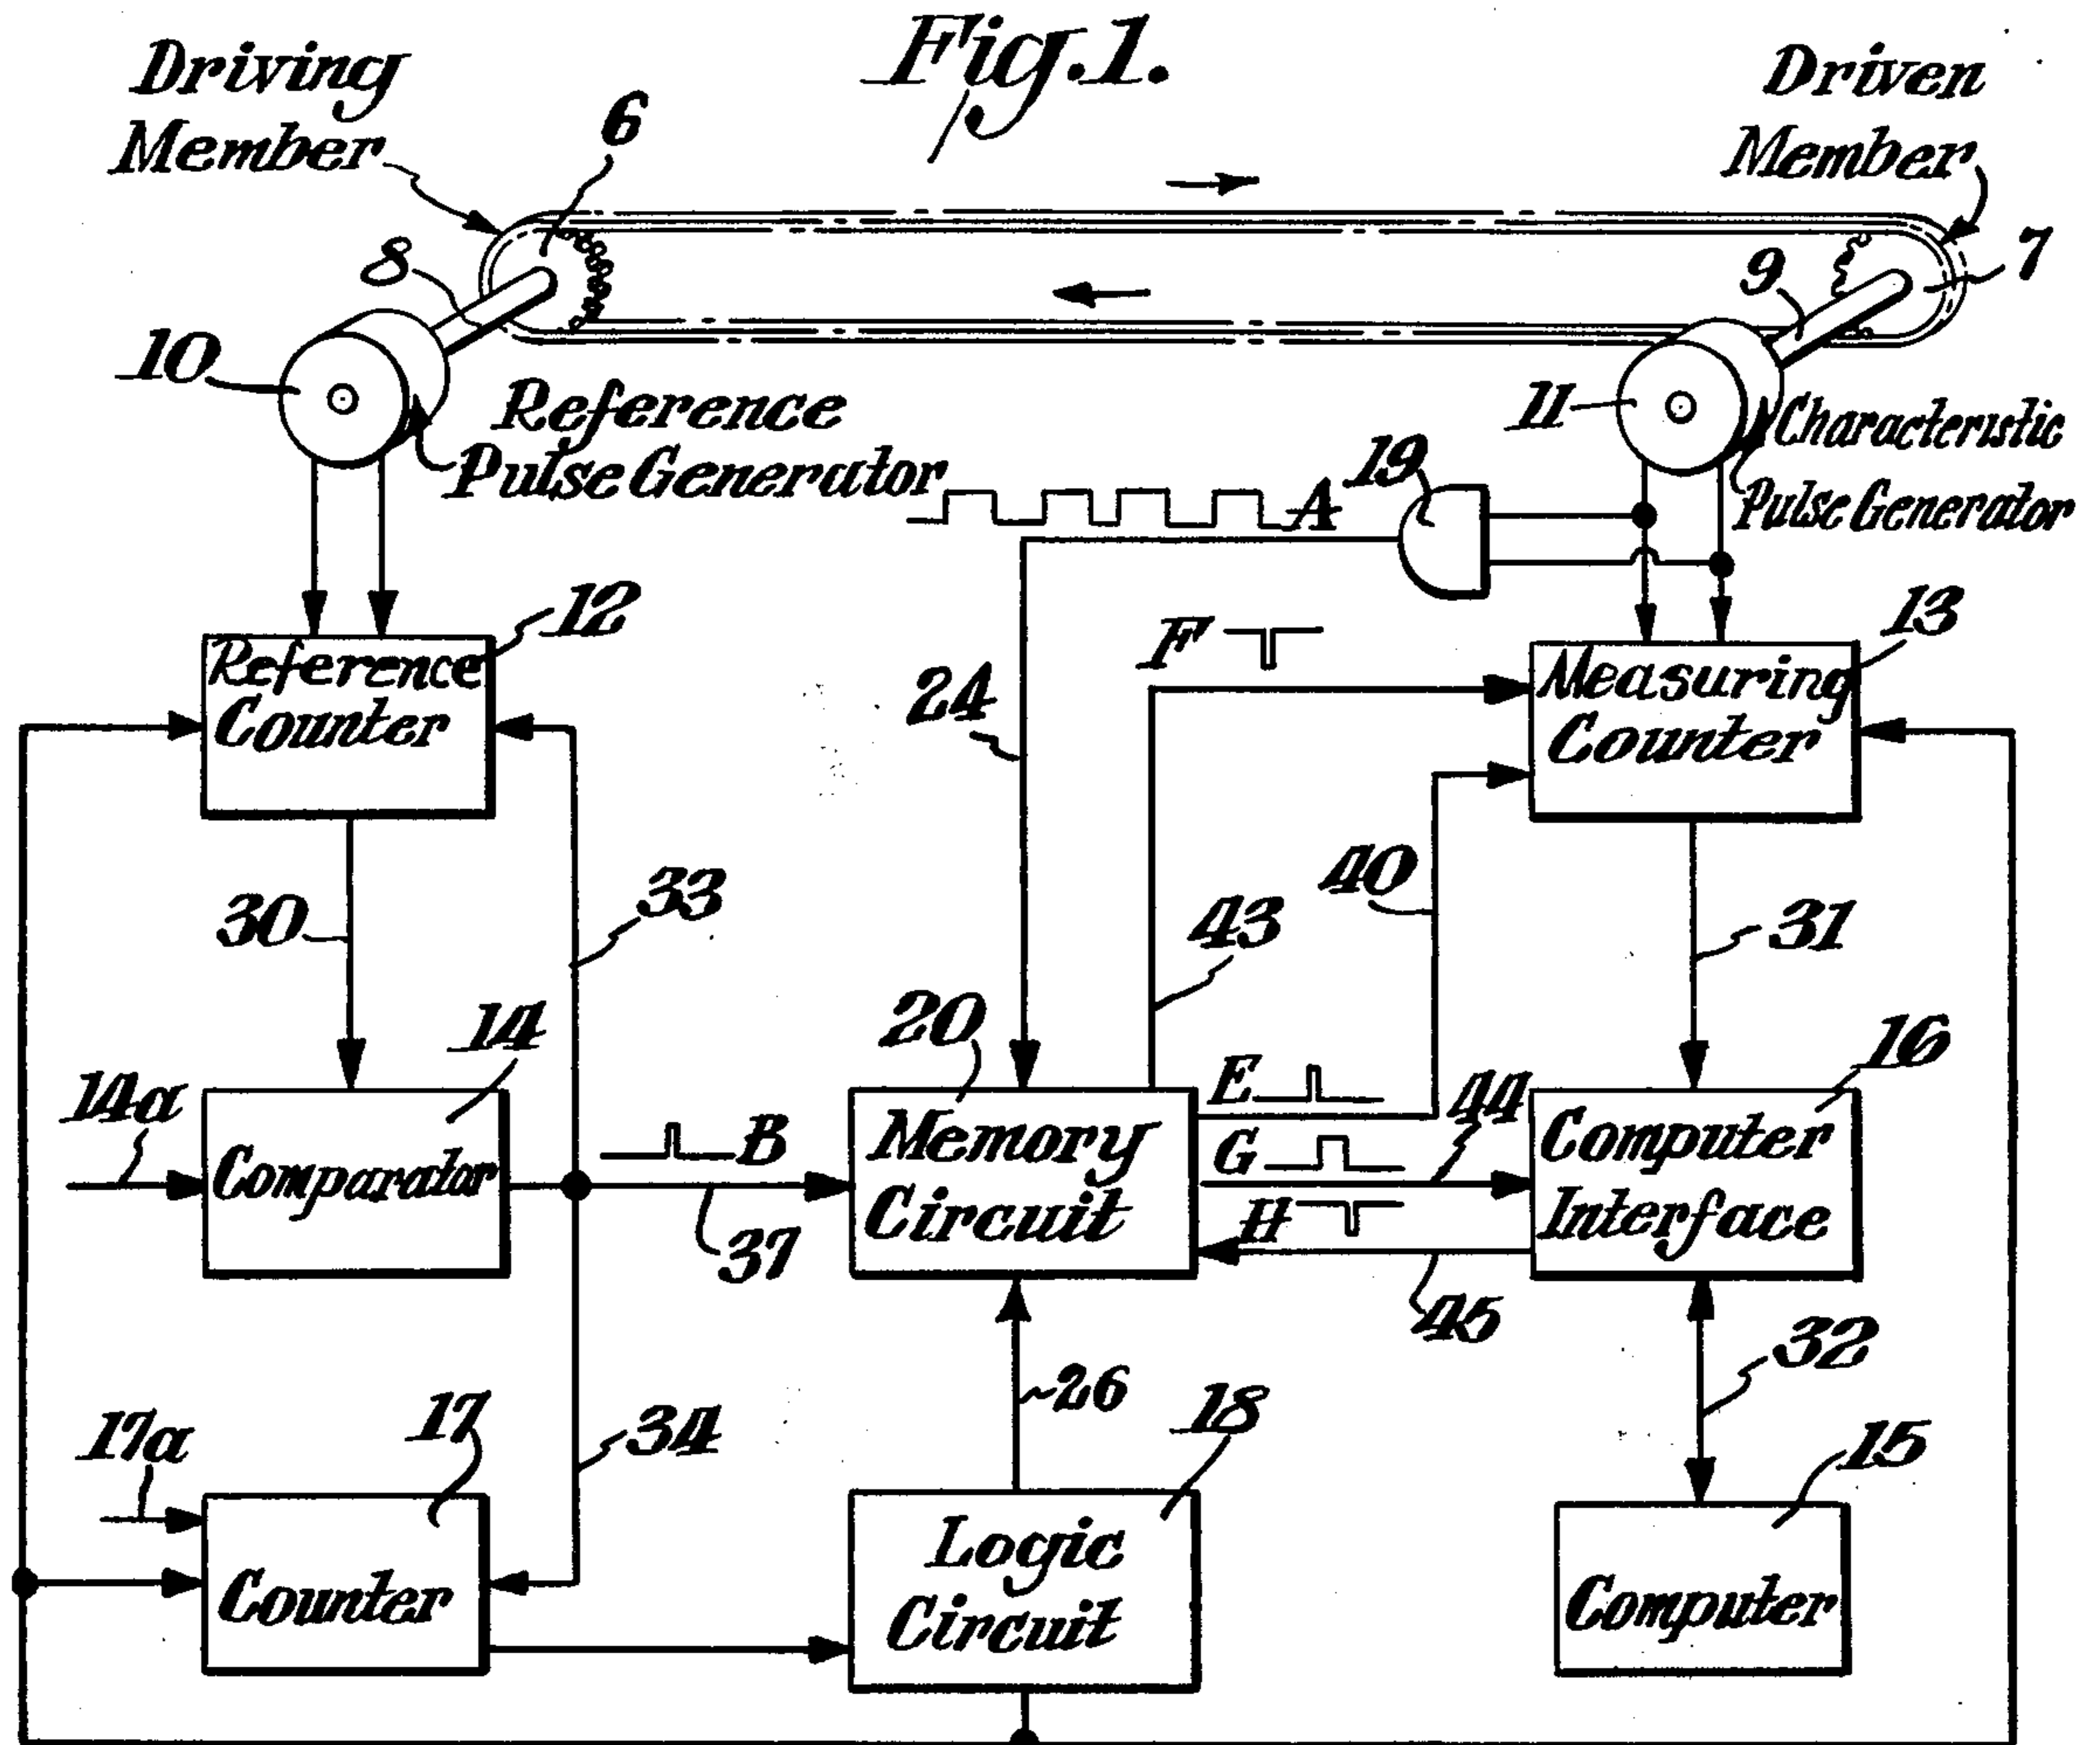 Fig.1.
Driving
Member
6
Driven
Member
8
9
7
10
Reference
Pulse Generator
11
Characteristic
Pulse Generator
19
A
12
Reference
Counter
F
13
Measuring
Counter
24
30
33
43
40
31
14
14a
Comparator
B
37
20
Memory
Circuit
E
G
44
H
45
16
Computer
Interface
32
17a
17
Counter
34
26
18
Logic
Circuit
15
Computer